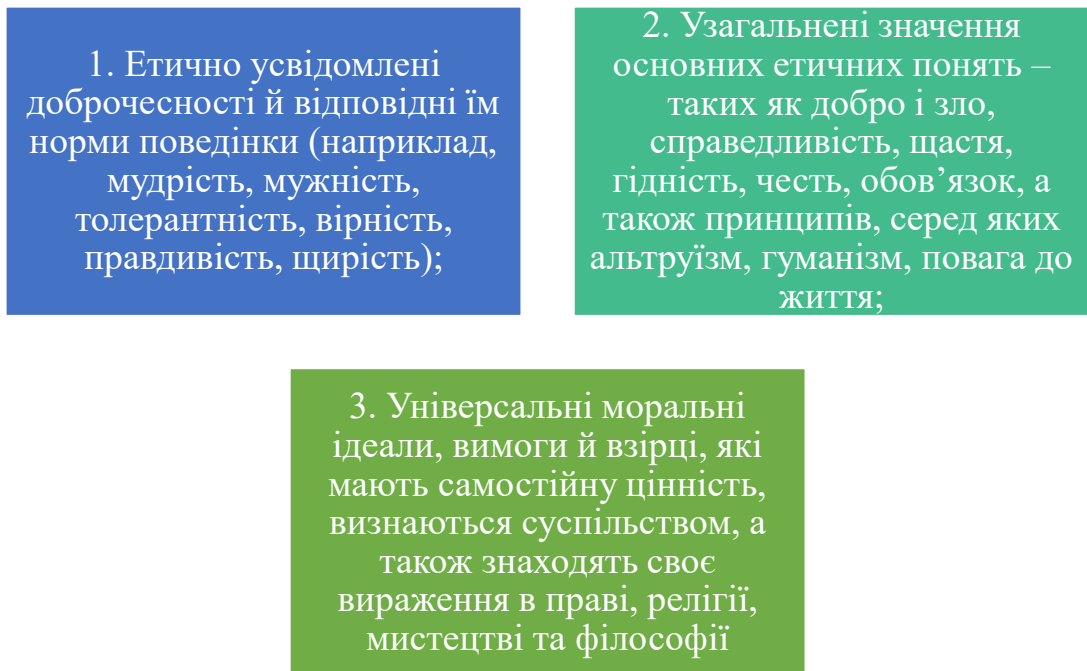 1. Етично усвідомлені
доброчесності й відповідні їм
норми поведінки (наприклад,
мудрість, мужність,
толерантність, вірність,
правдивість, щирість);
2. Узагальнені значення
основних етичних понять –
таких як добро і зло,
справедливість, щастя,
гідність, честь, обов’язок, а
також принципів, серед яких
альтруїзм, гуманізм, повага до
життя;
3. Універсальні моральні
ідеали, вимоги й взірці, які
мають самостійну цінність,
визнаються суспільством, а
також знаходять своє
вираження в праві, релігії,
мистецтві та філософії